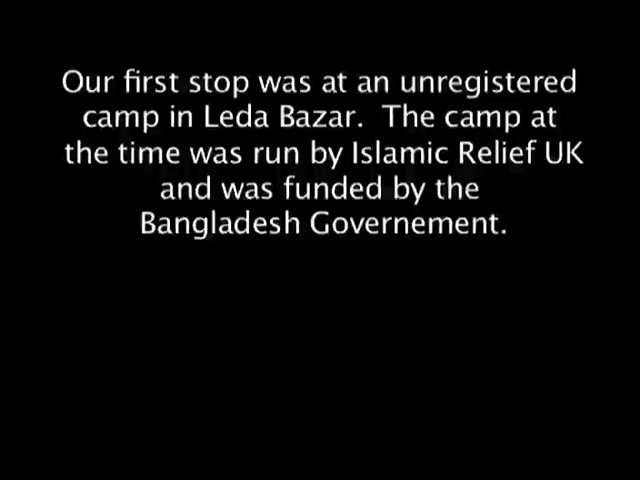 Our first stop was at an unregistered
camp in Leda Bazar.  The camp at
the time was run by Islamic Relief UK
and was funded by the
Bangladesh Governement.